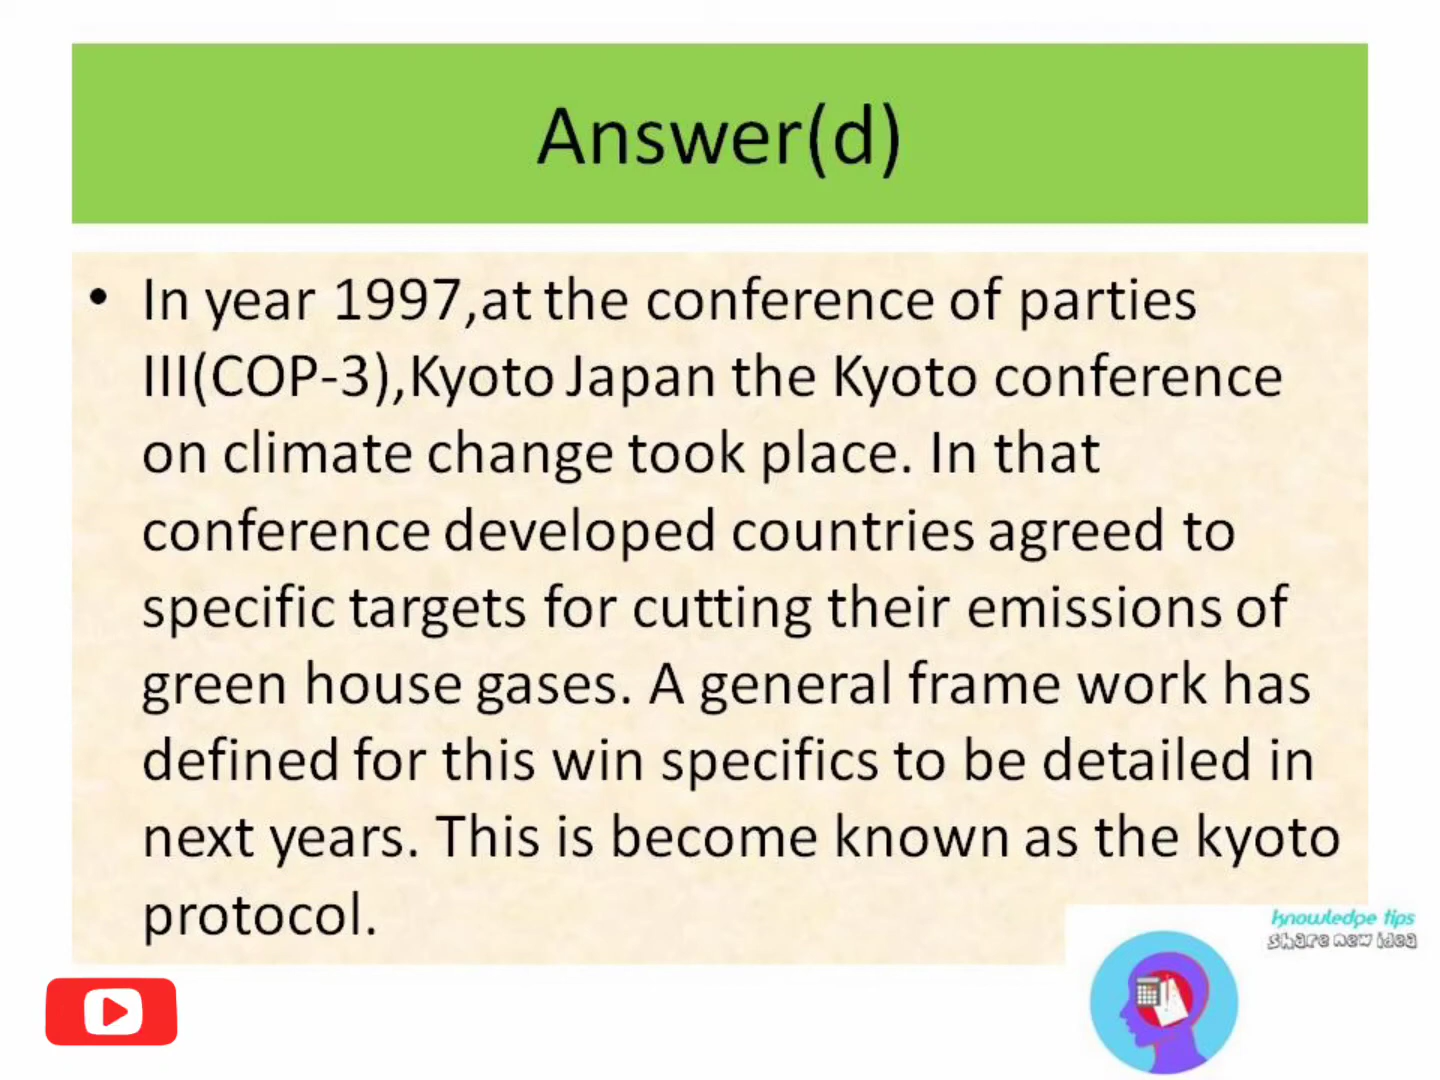 Answer(d)
• In year 1997,at the conference of parties
III(COP-3),Kyoto Japan the Kyoto conference
on climate change took place. In that
conference developed countries agreed to
specific targets for cutting their emissions of
green house gases. A general frame work has
defined for this win specifics to be detailed in
next years. This is become known as the kyoto
protocol.
knowledge tips
share new idea